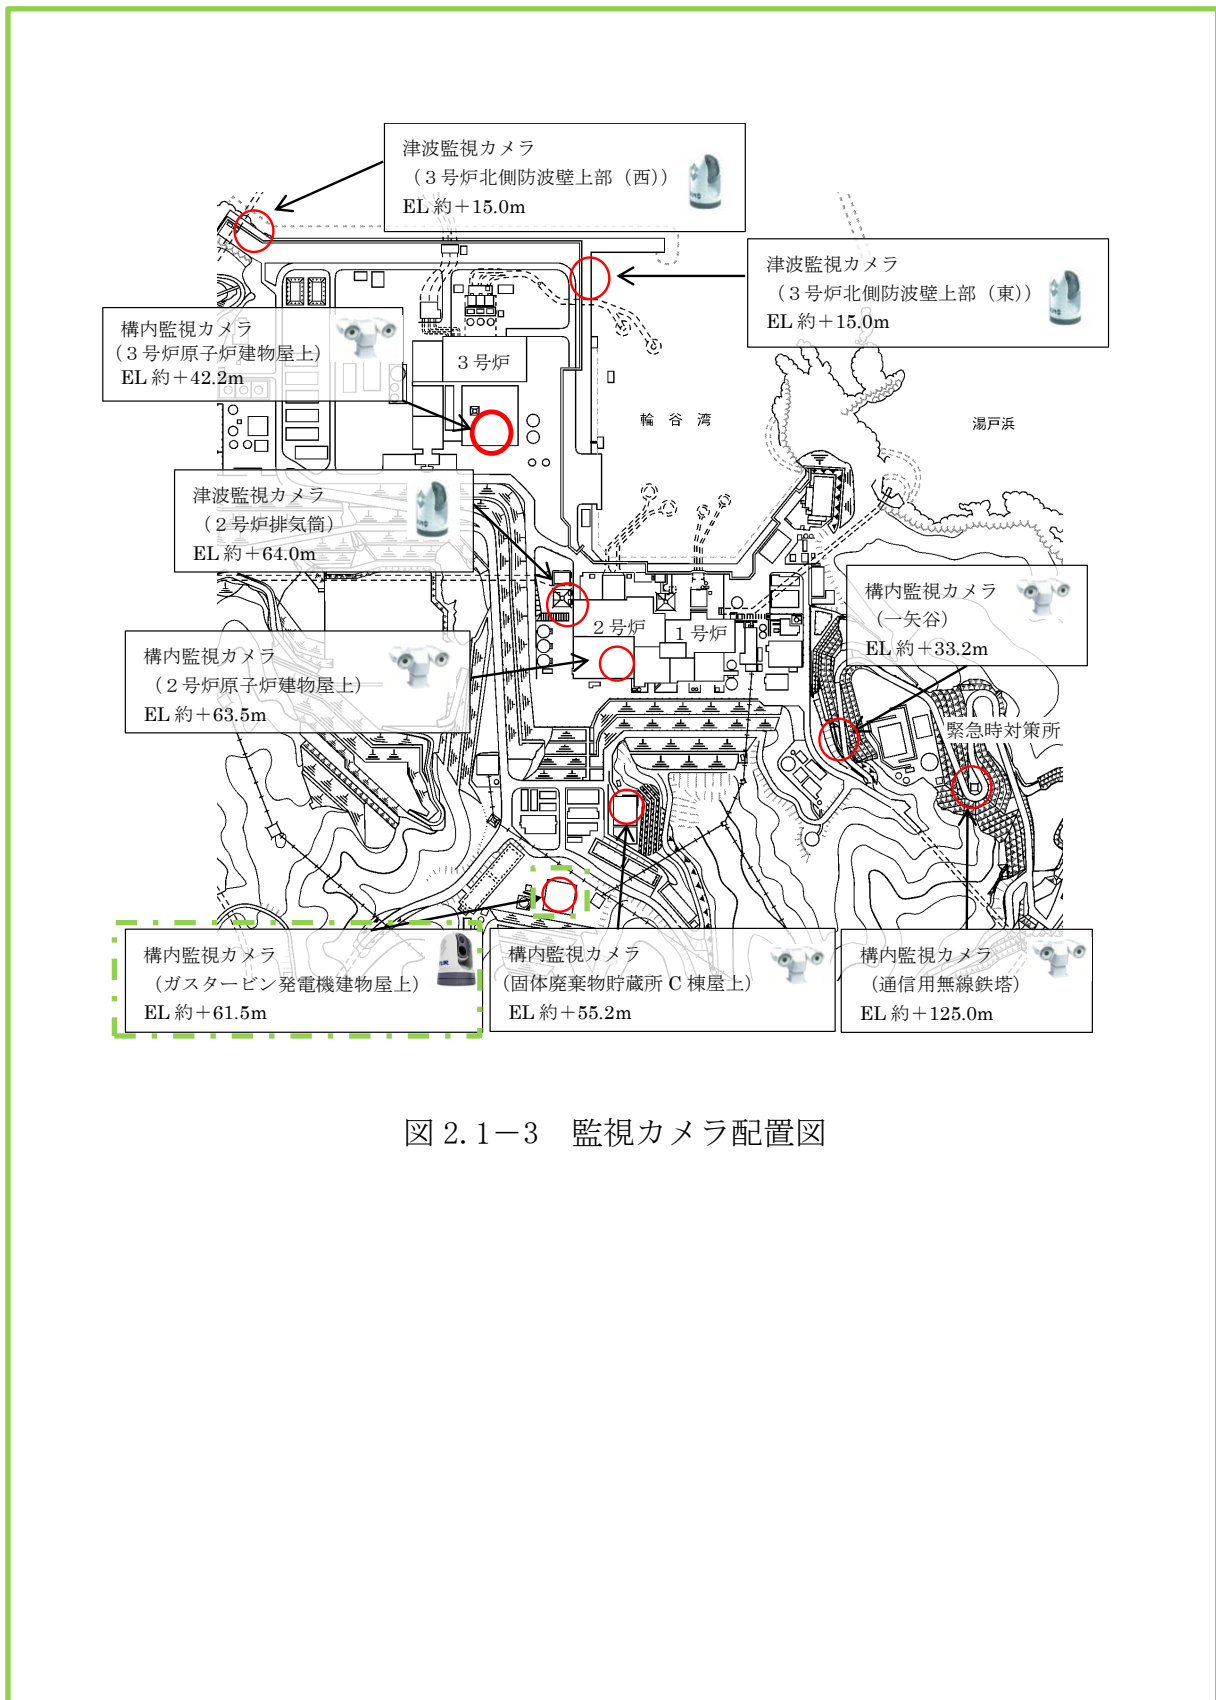 津波監視カメラ
(3号炉北側防波壁上部(西))
EL 約+15.0m
津波監視カメラ
(3号炉北側防波壁上部(東))
EL 約+15.0m
構内監視カメラ
(3号炉原子炉建物屋上)
EL 約+42.2m
3号炉
輪谷湾
湯戸浜
津波監視カメラ
(2号炉排気筒)
EL 約+64.0m
構内監視カメラ
(一矢谷)
EL 約+33.2m
2号炉
1号炉
構内監視カメラ
(2号炉原子炉建物屋上)
EL 約+63.5m
緊急時対策所
構内監視カメラ
(ガスタービン発電機建物屋上)
EL 約+61.5m
構内監視カメラ
(固体廃棄物貯蔵所 C 棟屋上)
EL 約+55.2m
構内監視カメラ
(通信用無線鉄塔)
EL 約+125.0m
図 2.1-3 監視カメラ配置図